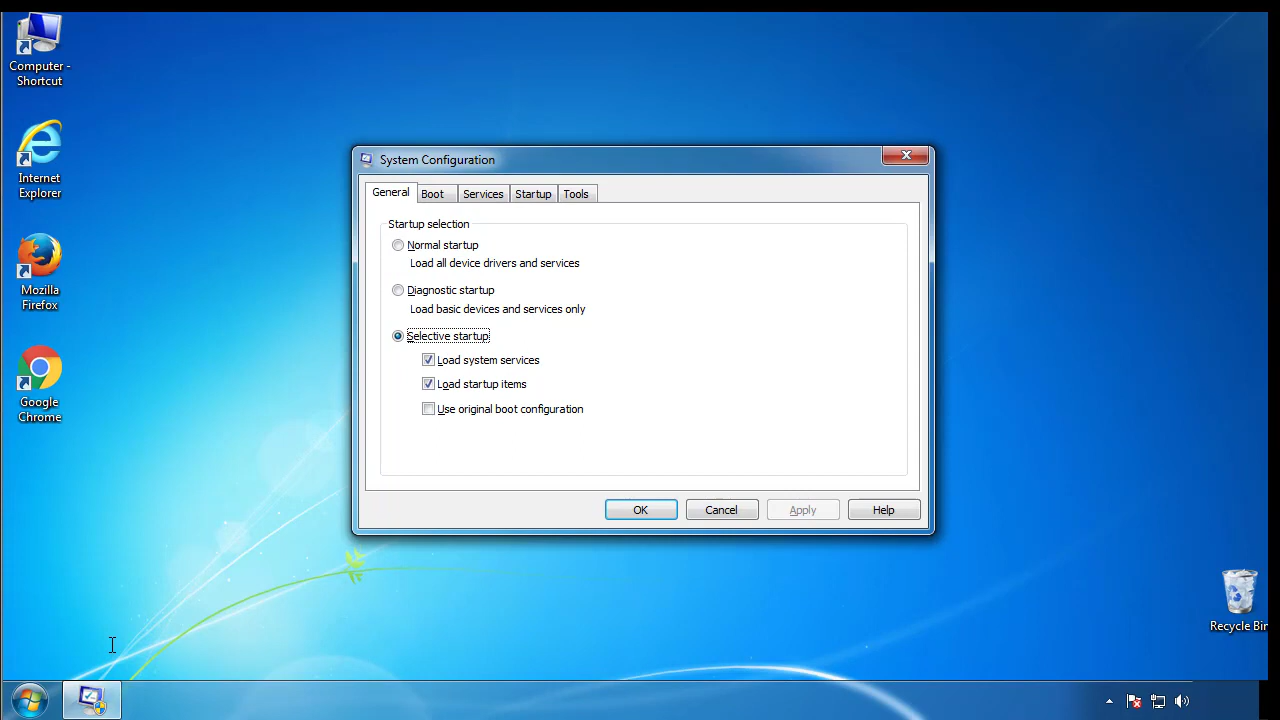 Computer -
Shortcut
Internet
Explorer
Mozilla
Firefox
Google
Chrome
System Configuration
General
Boot
Services
Startup
Tools
Startup selection
Normal startup
Load all device drivers and services
Diagnostic startup
Load basic devices and services only
Selective startup
Load system services
Load startup items
Use original boot configuration
OK
Cancel
Apply
Help
Recycle Bin